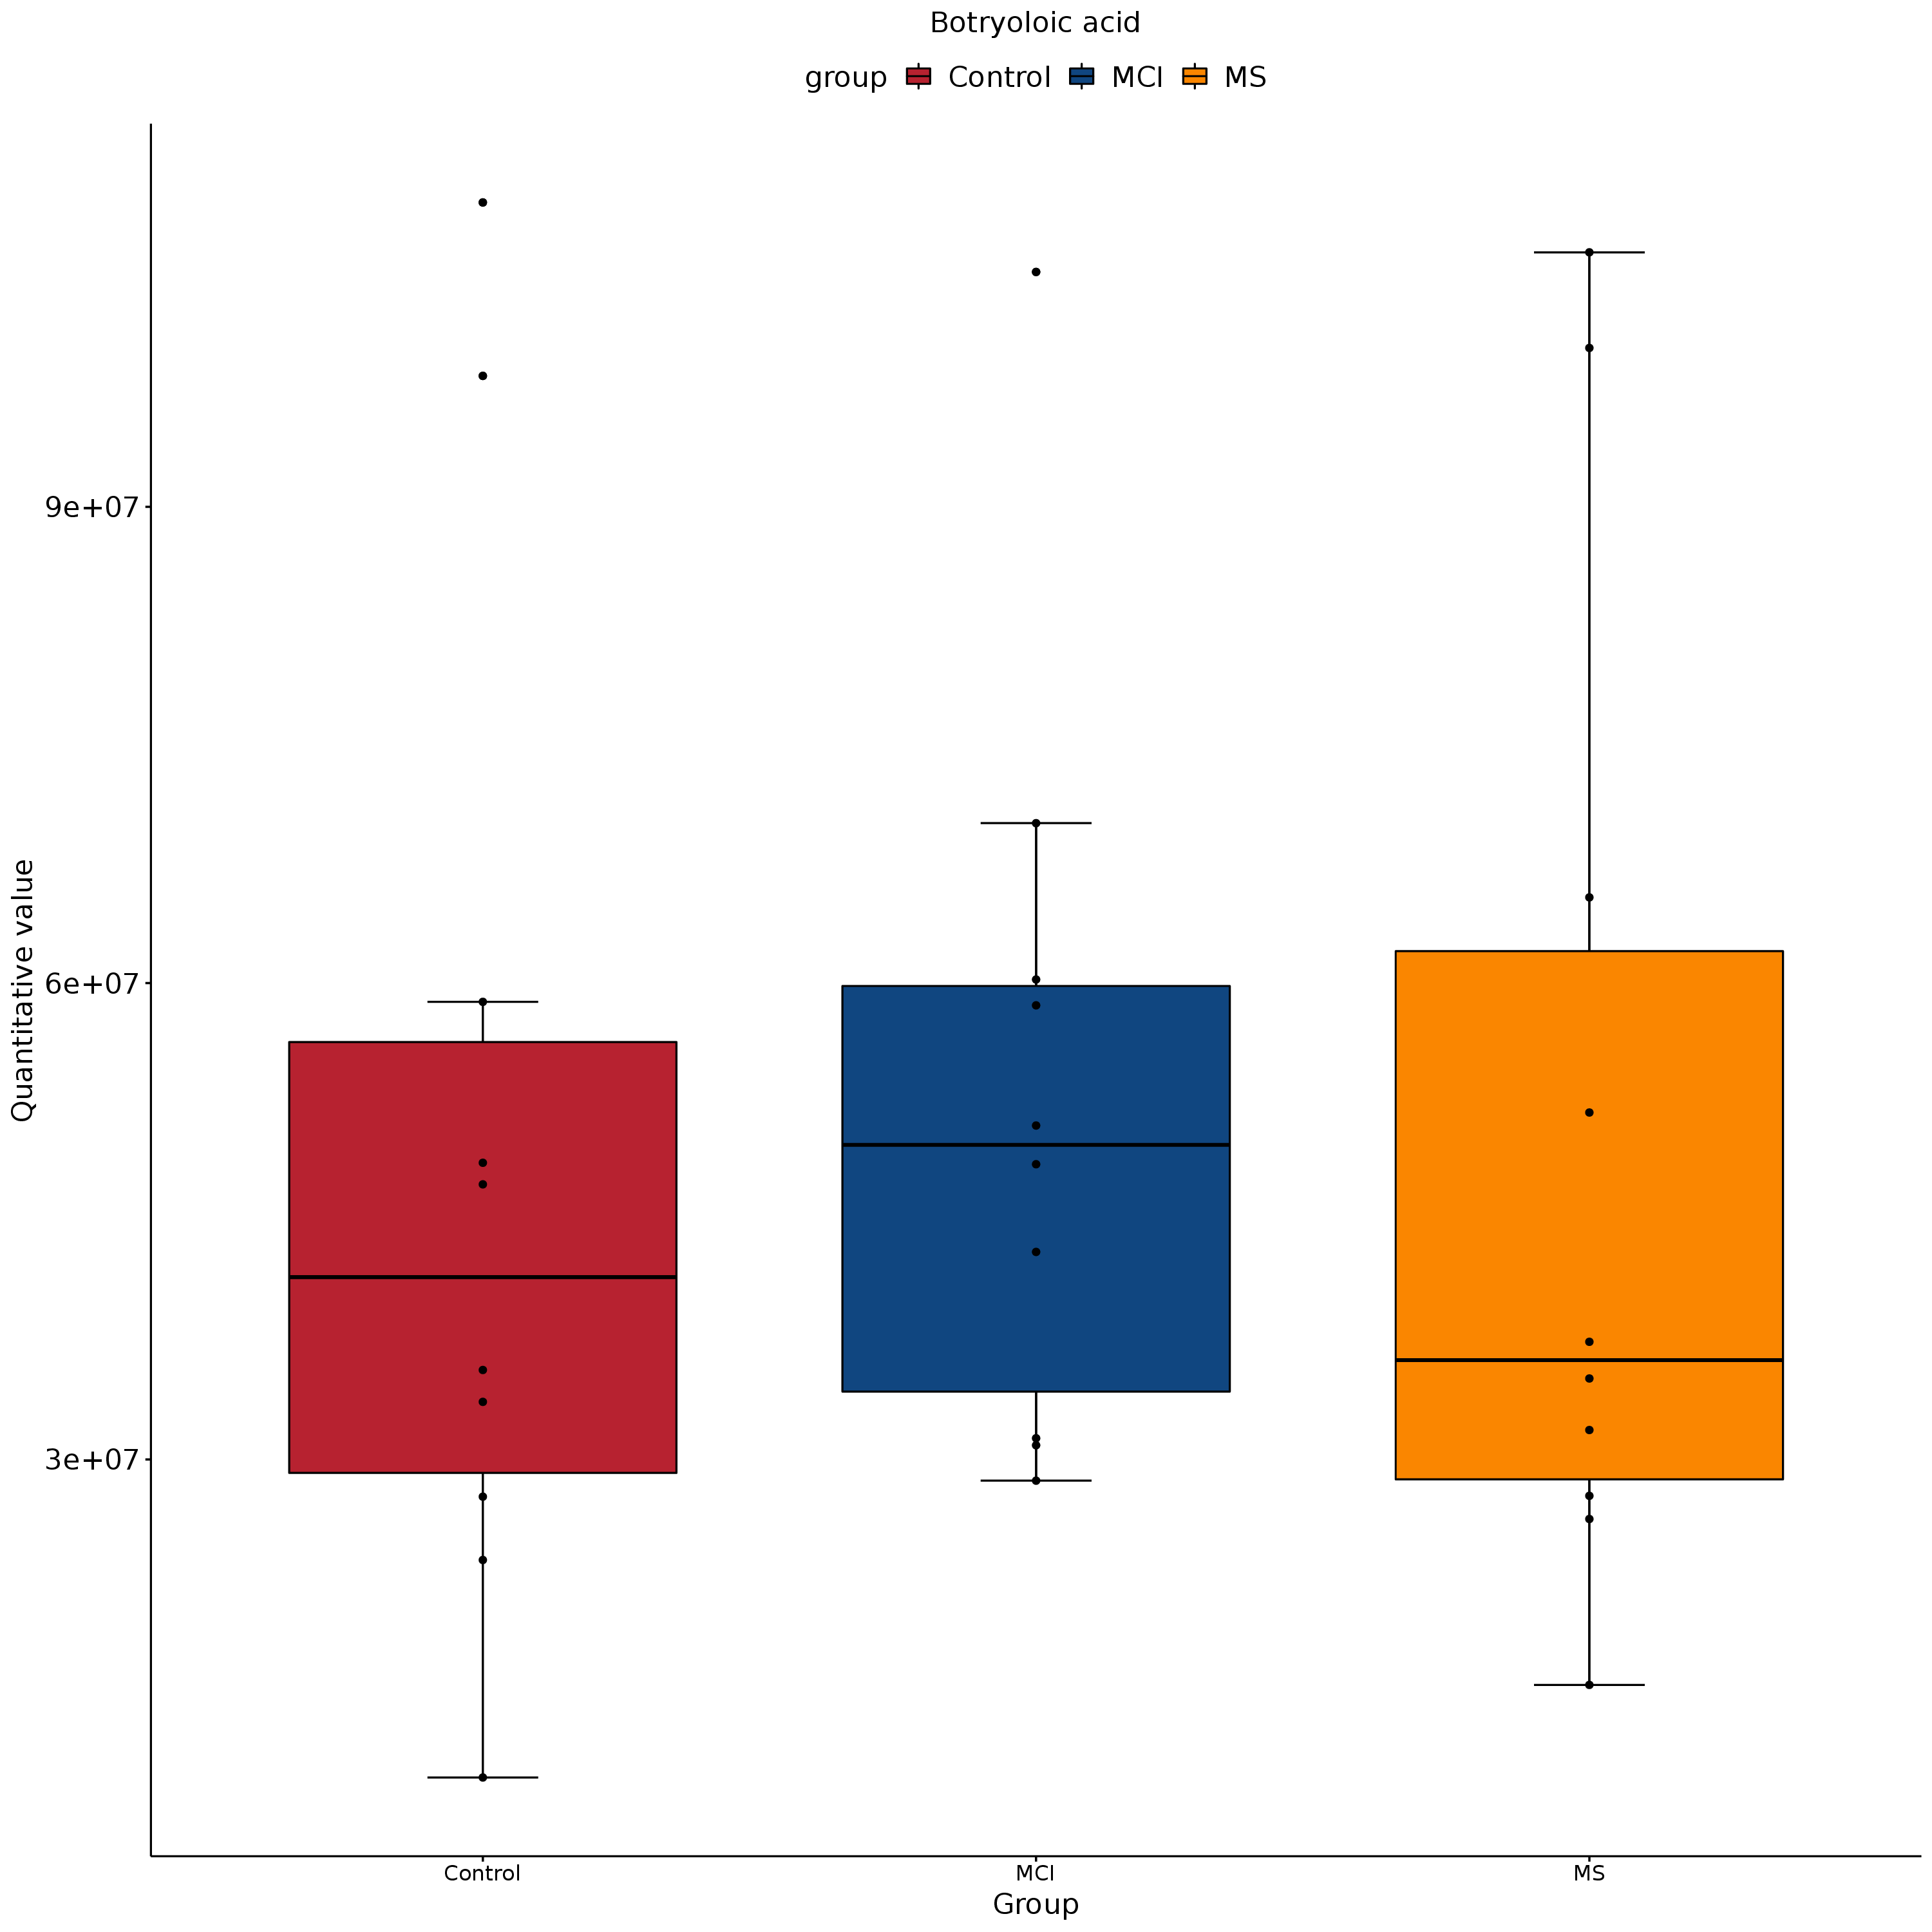 Botryoloic acid
group Control MCI MS
9e+07
6e+07
3e+07
Quantitative value
Control MCI MS
Group